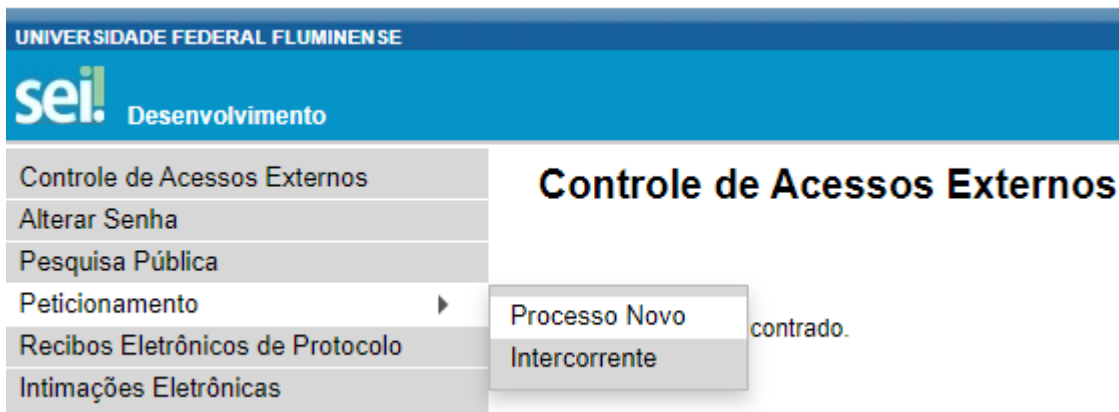 UNIVERSIDADE FEDERAL FLUMINENSE
sei! Desenvolvimento
Controle de Acessos Externos
Alterar Senha
Pesquisa Pública
Peticionamento
Recibos Eletrônicos de Protocolo
Intimações Eletrônicas
Controle de Acessos Externos
Processo Novo
Intercorrente
contrado.